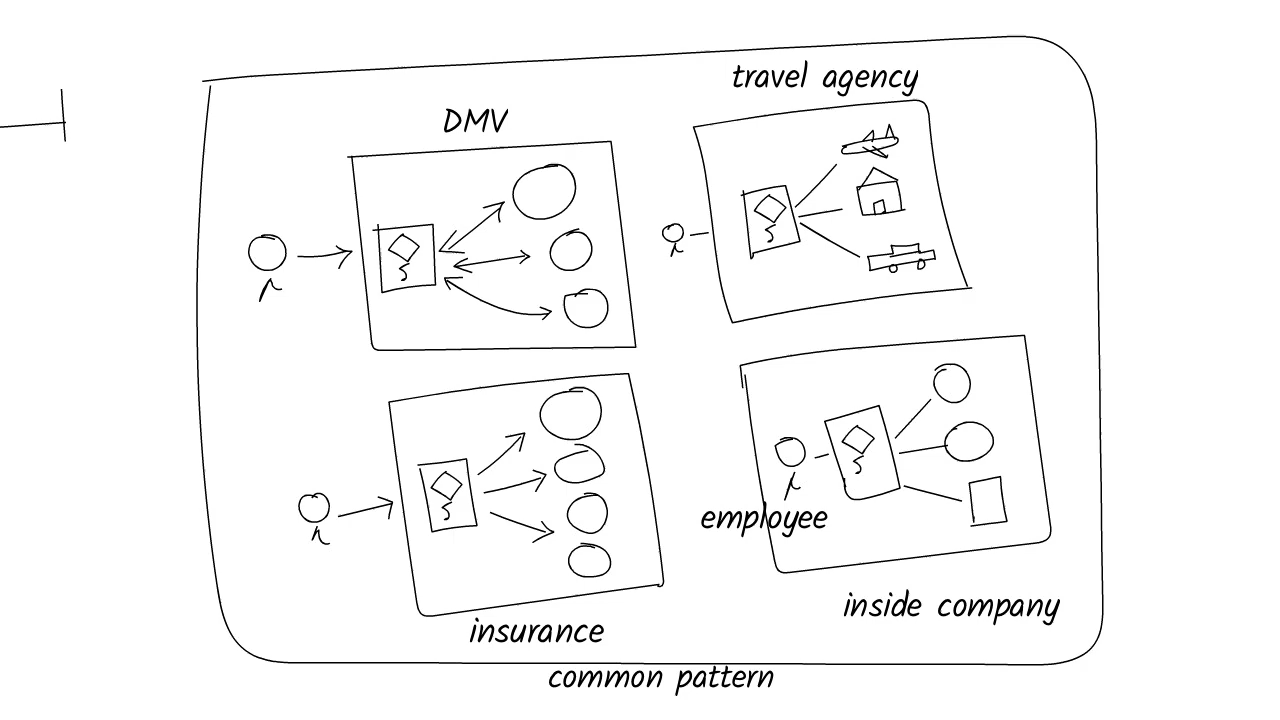 travel agency
DMV
employee
inside company
insurance
common pattern